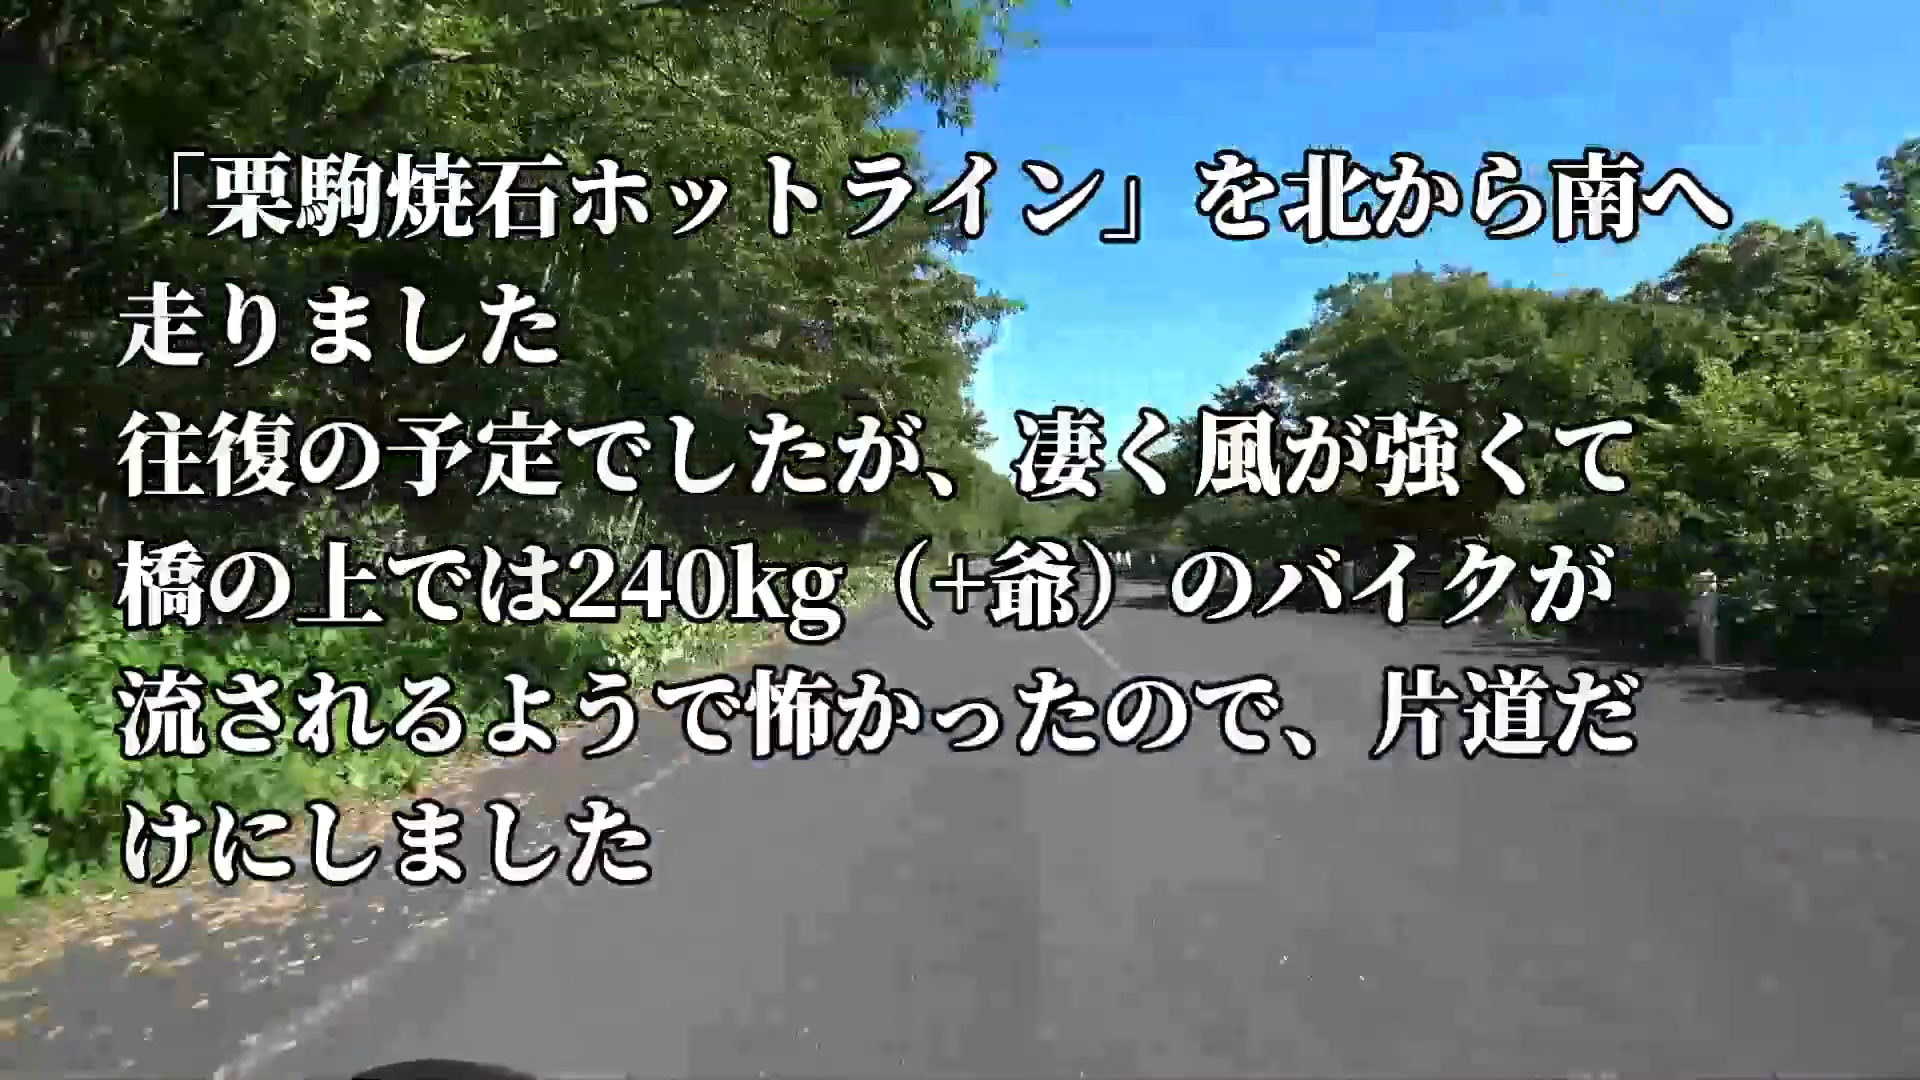 「栗駒焼石ホットライン」を北から南へ
走りました
往復の予定でしたが、凄く風が強くて
橋の上では240kg（+爺）のバイクが
流されるようで怖かったので、片道だ
けにしました